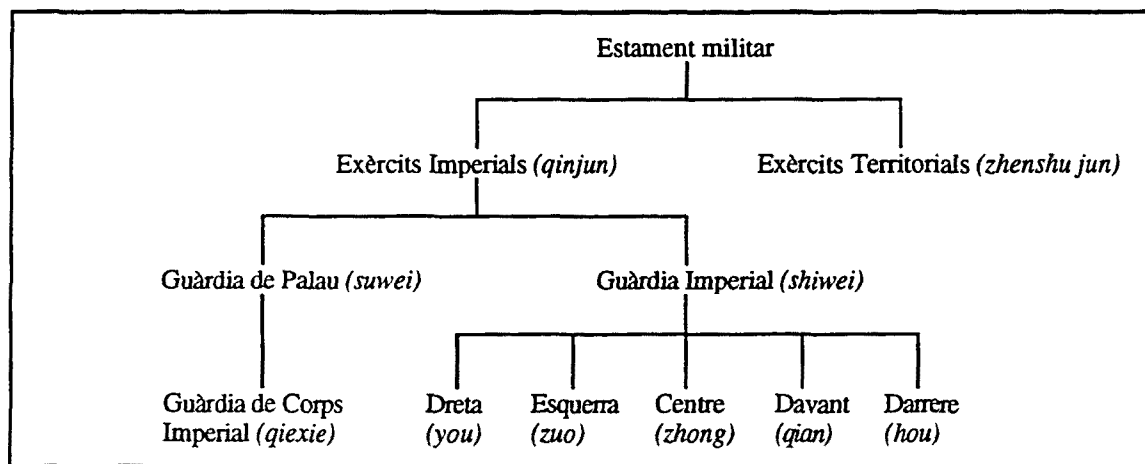 Estament militar
Exèrcits Imperials (qinjun)
Exèrcits Territorials (zhenshu jun)
Guàrdia de Palau (suwei)
Guàrdia Imperial (shiwei)
Guàrdia de Corps
Imperial (qiexie)
Dreta
(you)
Esquerra
(zuo)
Centre
(zhong)
Davant
(qian)
Darrere
(hou)